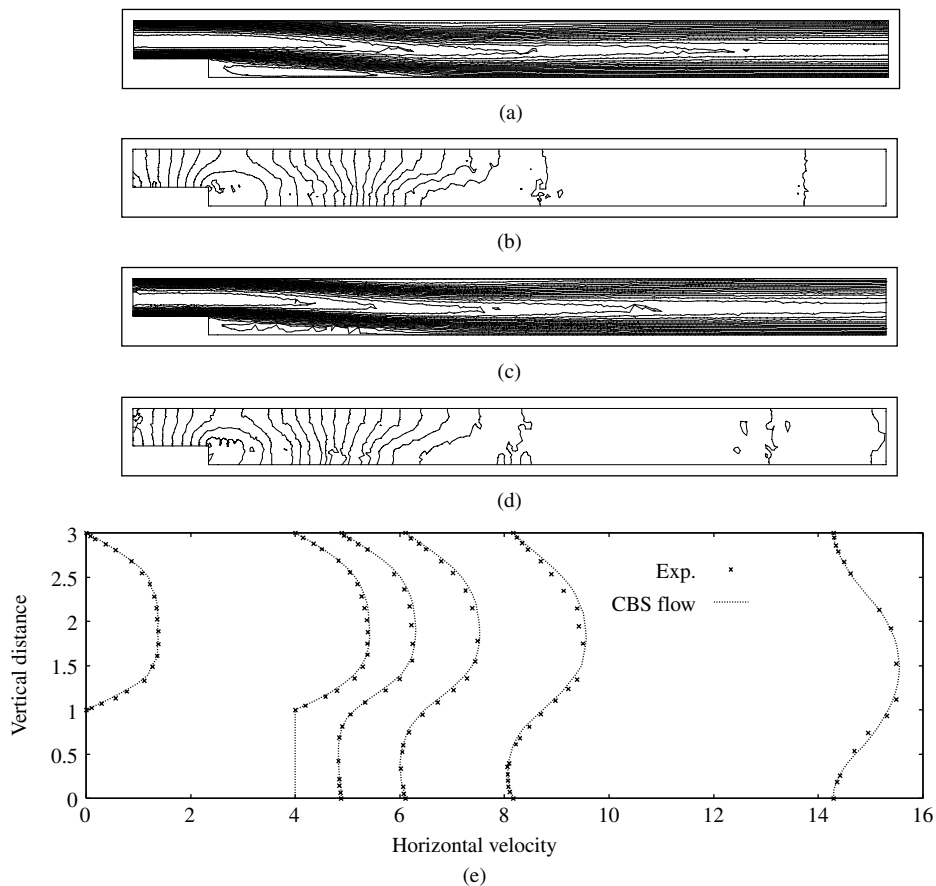 (a)
(b)
(c)
(d)
3
2.5
2
1.5
1
0.5
0
Vertical distance
Exp.
CBS flow
0 2 4 6 8 10 12 14 16
Horizontal velocity
(e)